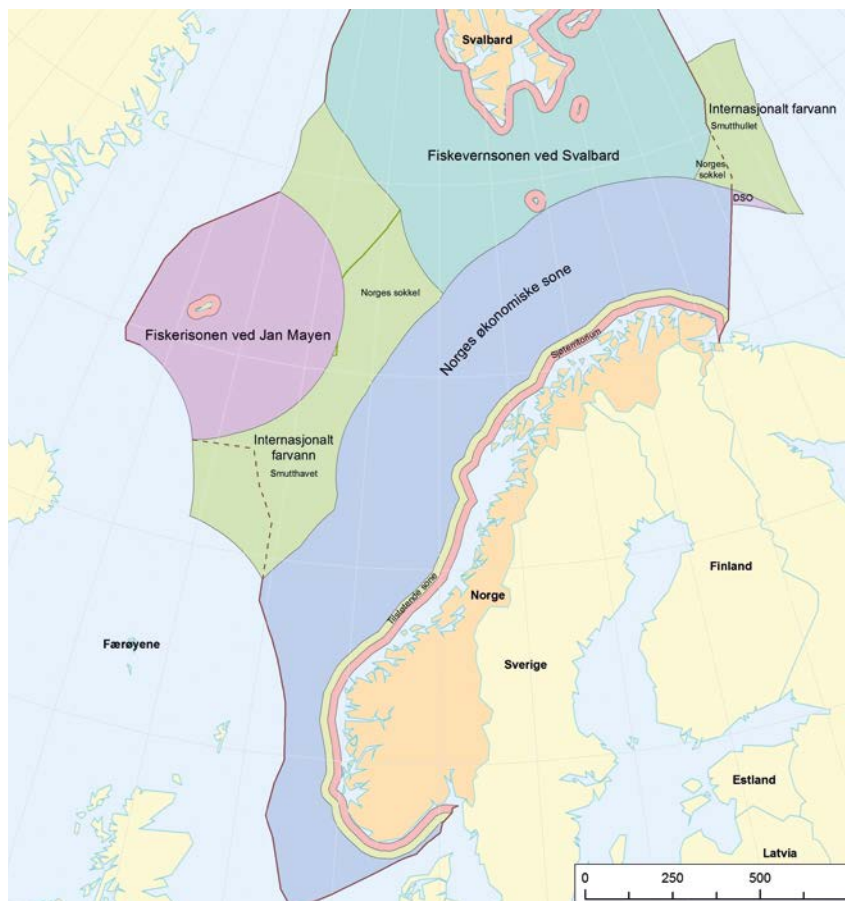 Svalbard
Internasjonalt farvann
Smutthullet
Fiskevernsonen ved Svalbard
Norges
sokkel
DSO
Norges sokkel
Norges økonomiske sone
Fiskerisonen ved Jan Mayen
Sjøterritorium
Internasjonalt
farvann
Smutthavet
Tilstøtende sone
Finland
Norge
Færøyene
Sverige
Estland
Latvia
0 250 500